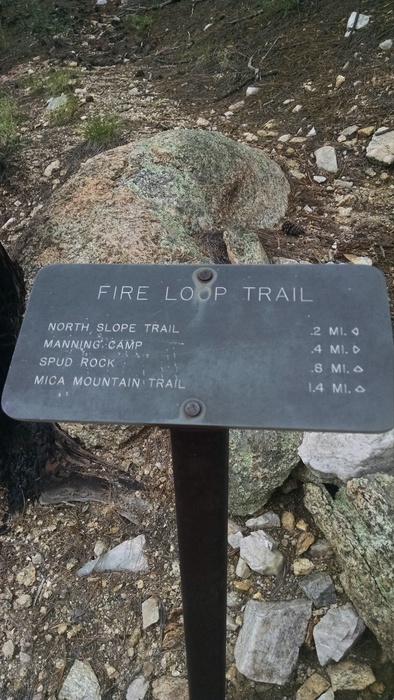 FIRE LOOP TRAIL
NORTH SLOPE TRAIL .2 MI. ◁
MANNING CAMP .4 MI. ▷
SPUD ROCK .8 MI. △
MICA MOUNTAIN TRAIL 1.4 MI. △